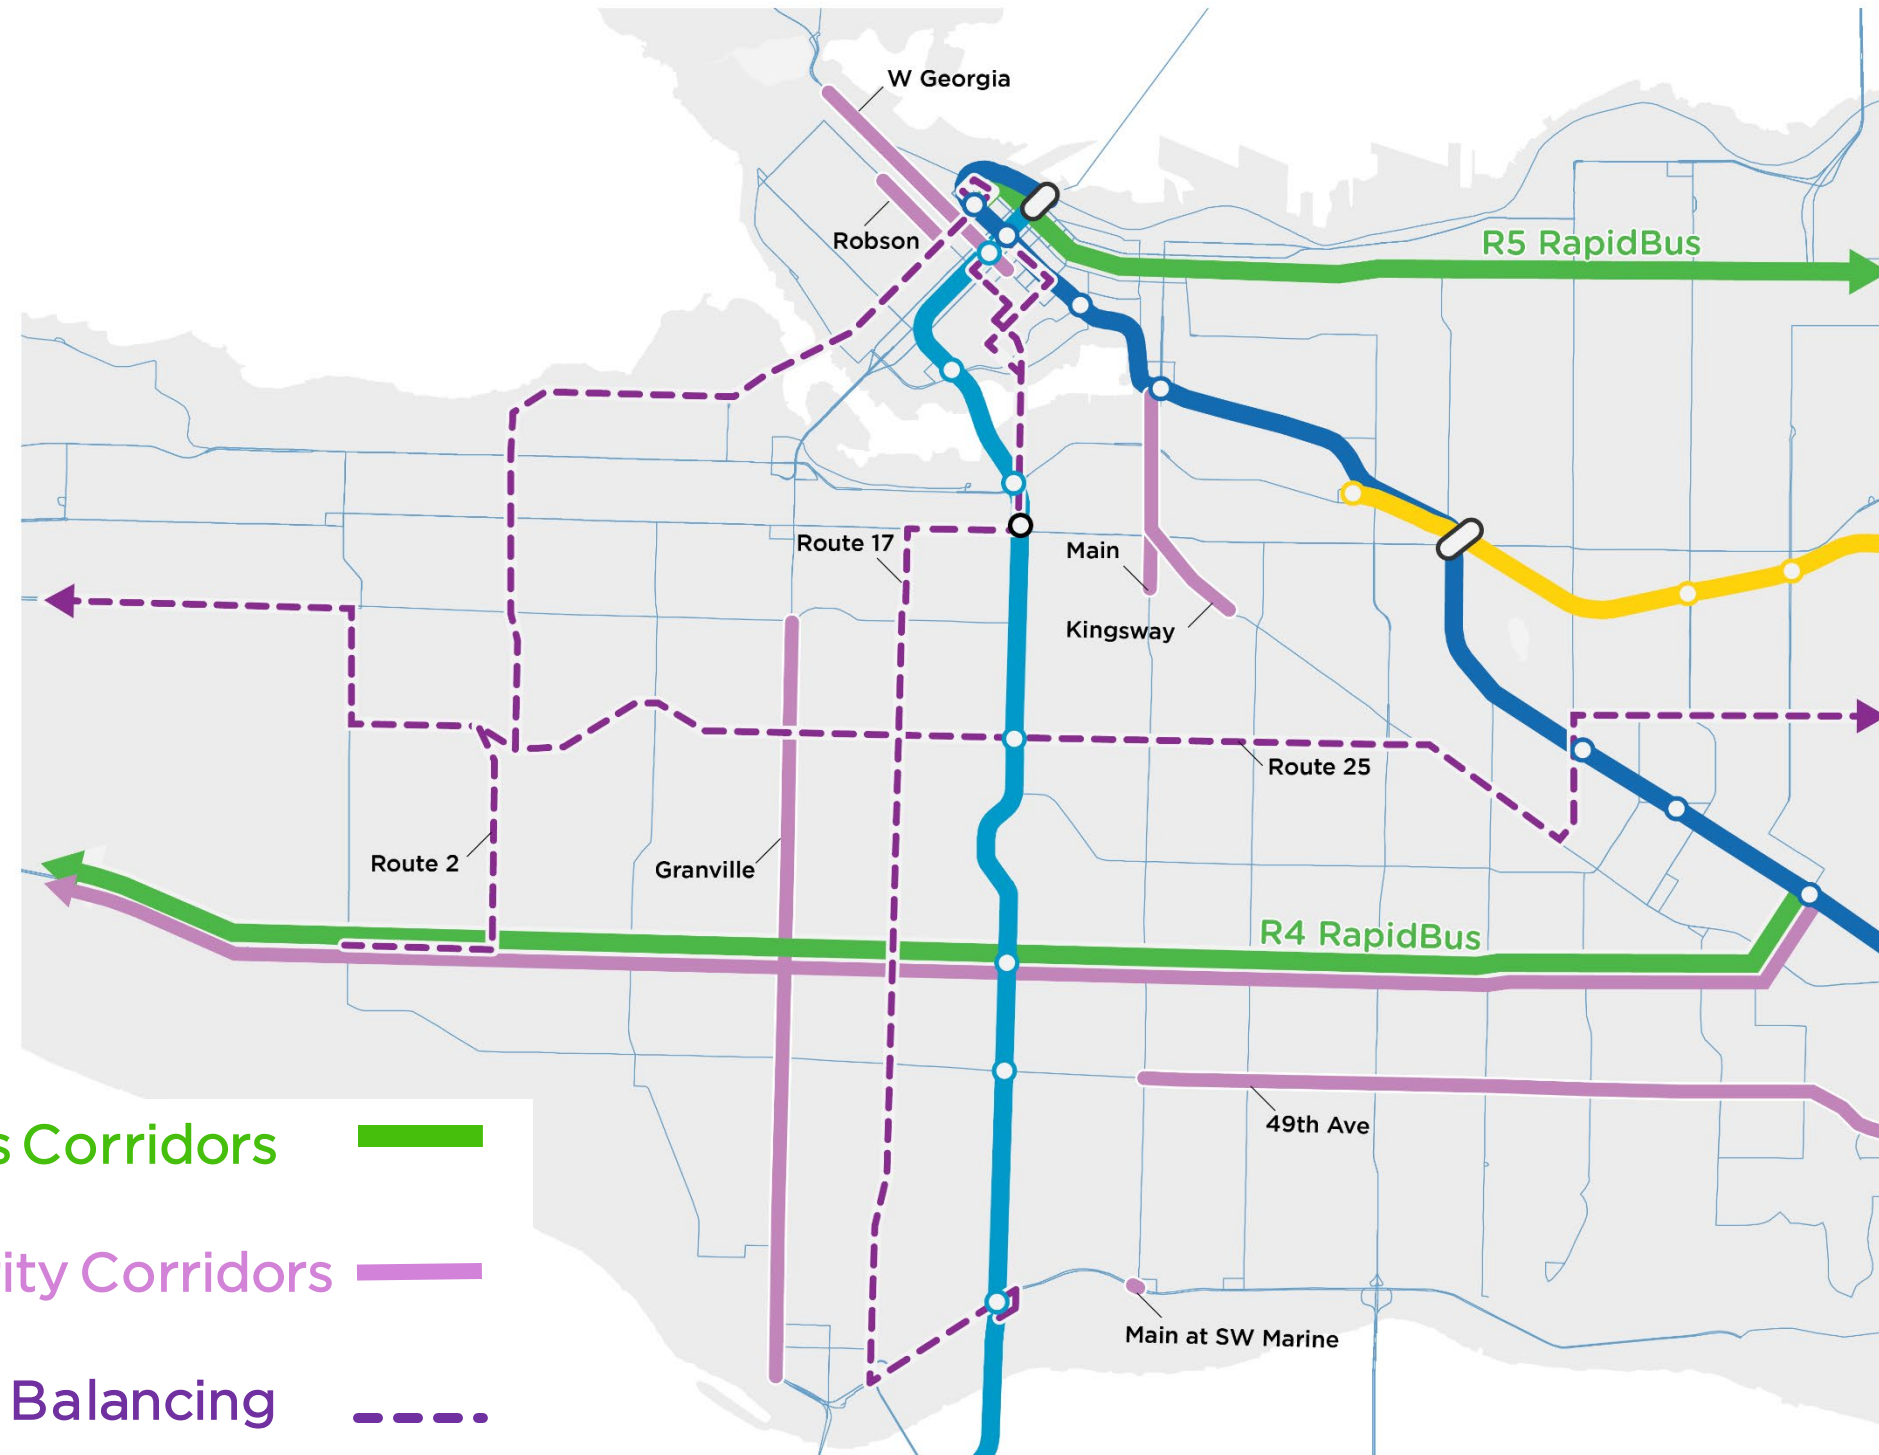 W Georgia
Robson
R5 RapidBus
Route 17
Main
Kingsway
Route 25
Route 2
Granville
R4 RapidBus
49th Ave
Corridors
Corridors
Main at SW Marine
Balancing